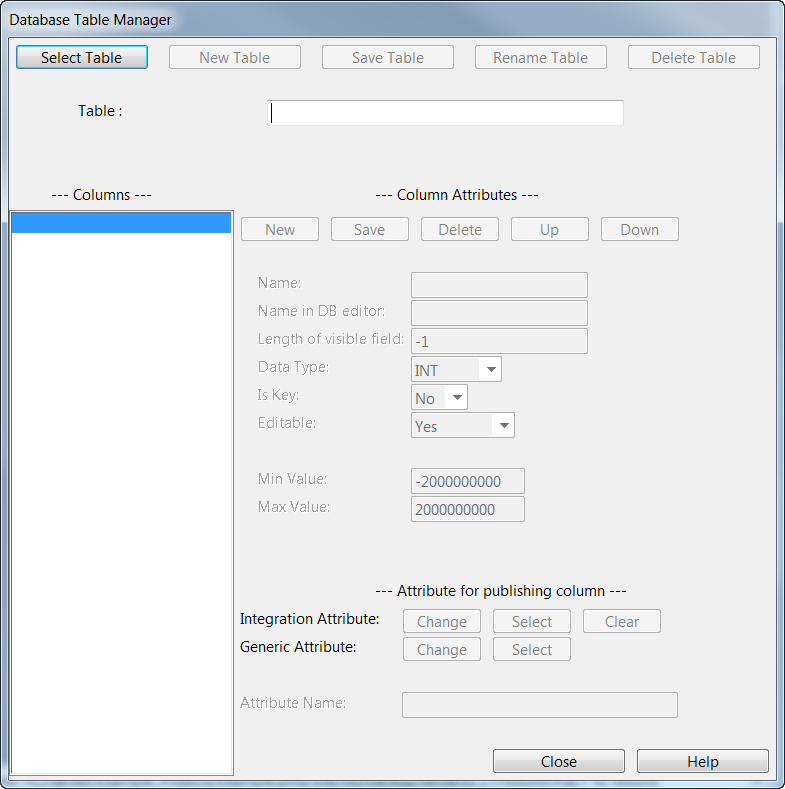 Database Table Manager
Select Table New Table Save Table Rename Table Delete Table
Table :
--- Columns --- --- Column Attributes ---
New Save Delete Up Down
Name:
Name in DB editor:
Length of visible field: -1
Data Type: INT
Is Key: No
Editable: Yes
Min Value: -2000000000
Max Value: 2000000000
--- Attribute for publishing column ---
Integration Attribute: Change Select Clear
Generic Attribute: Change Select
Attribute Name:
Close Help